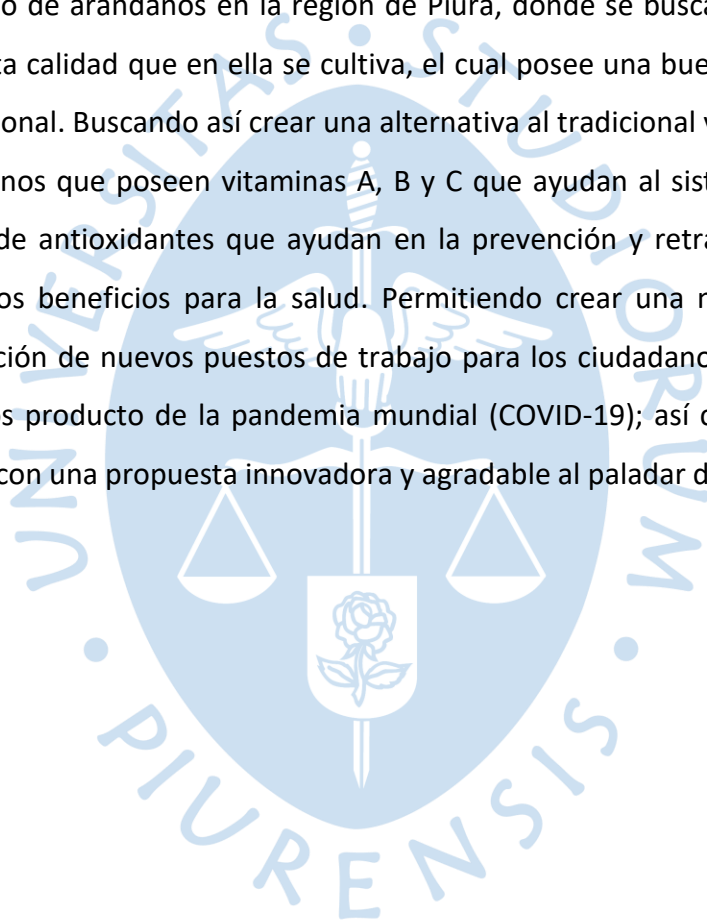 o de arándanos en la región de Piura, donde se busca
ta calidad que en ella se cultiva, el cual posee una bue
onal. Buscando así crear una alternativa al tradicional
nos que poseen vitaminas A, B y C que ayudan al sist
de antioxidantes que ayudan en la prevención y retra
os beneficios para la salud. Permitiendo crear una
ción de nuevos puestos de trabajo para los ciudadano
s producto de la pandemia mundial (COVID-19); así
con una propuesta innovadora y agradable al paladar d
UNIVERSITAS • STUDIORUM • PIURENSIS •